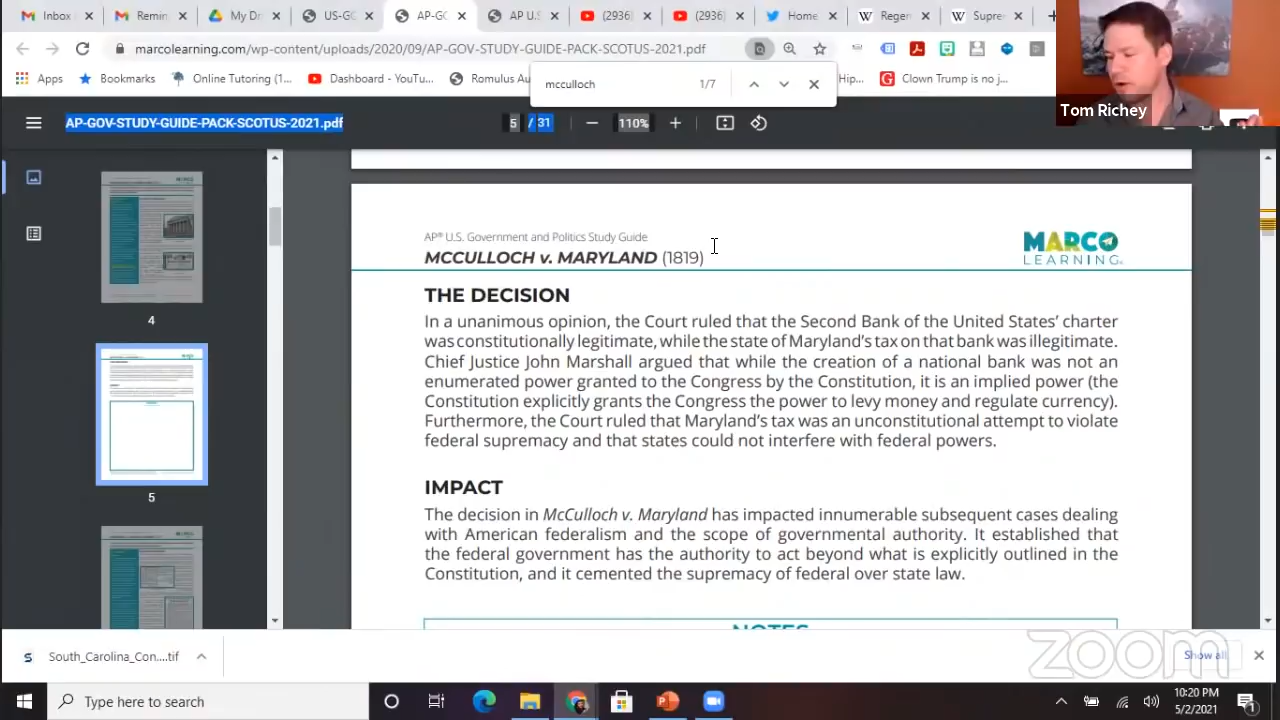 Inbox
Remin
My Dr
US-G
AP-GC
AP U.S
(2936)
(2936)
Home
Regen
Supre
marcolearning.com/wp-content/uploads/2020/09/AP-GOV-STUDY-GUIDE-PACK-SCOTUS-2021.pdf
Apps
Bookmarks
Online Tutoring (1...
Dashboard - YouTu...
Romulus Au
Hip...
Clown Trump is no j...
mcculloch
1/7
Tom Richey
AP-GOV-STUDY-GUIDE-PACK-SCOTUS-2021.pdf
5 / 31
110%
4
5
AP® U.S. Government and Politics Study Guide
MCCULLOCH v. MARYLAND (1819)
MARCO
LEARNING
THE DECISION
In a unanimous opinion, the Court ruled that the Second Bank of the United States' charter
was constitutionally legitimate, while the state of Maryland's tax on that bank was illegitimate.
Chief Justice John Marshall argued that while the creation of a national bank was not an
enumerated power granted to the Congress by the Constitution, it is an implied power (the
Constitution explicitly grants the Congress the power to levy money and regulate currency).
Furthermore, the Court ruled that Maryland's tax was an unconstitutional attempt to violate
federal supremacy and that states could not interfere with federal powers.
IMPACT
The decision in McCulloch v. Maryland has impacted innumerable subsequent cases dealing
with American federalism and the scope of governmental authority. It established that
the federal government has the authority to act beyond what is explicitly outlined in the
Constitution, and it cemented the supremacy of federal over state law.
NOTES
South_Carolina_Con....tif
zoom
Show all
Type here to search
10:20 PM
5/2/2021
1